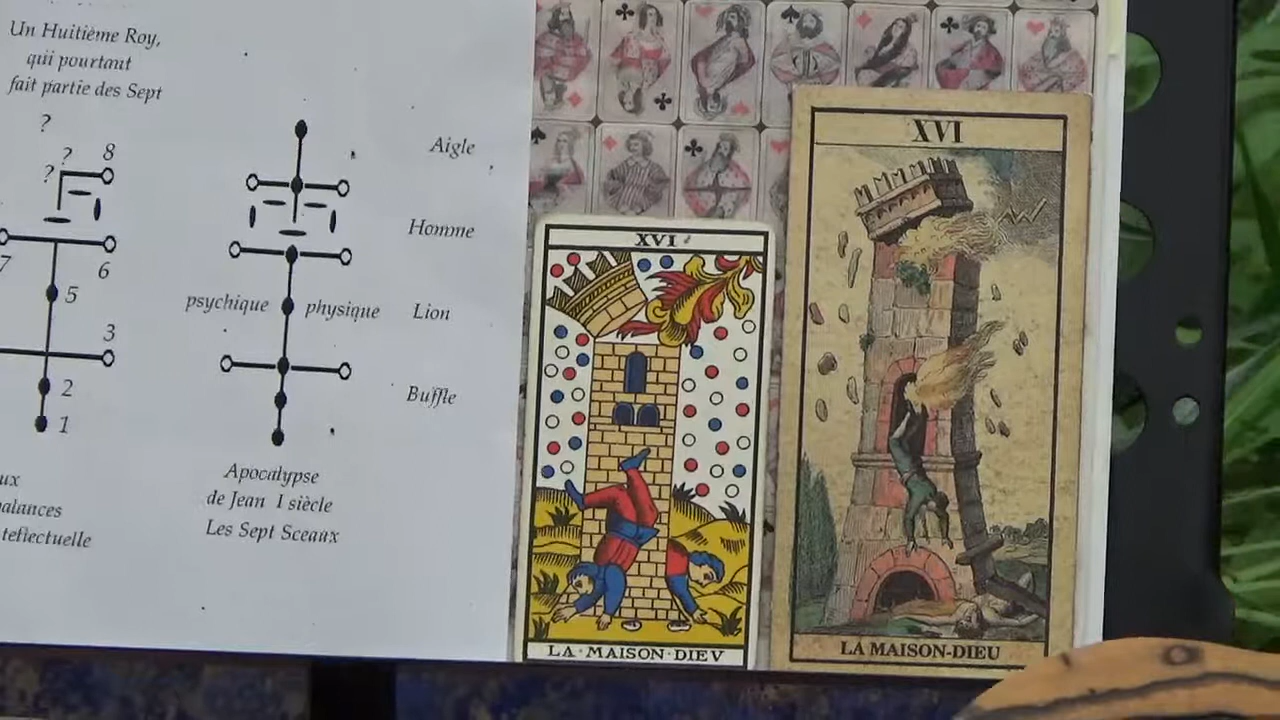 Un Huitième Roy,
qui pourtant
fait partie des Sept
?
?
?
8
7
6
5
3
2
1
Aigle
Homme
psychique
physique
Lion
Buffle
Apocalypse
de Jean I siècle
Les Sept Sceaux
XVI
LA·MAISON·DIEV
XVI
LA MAISON-DIEU